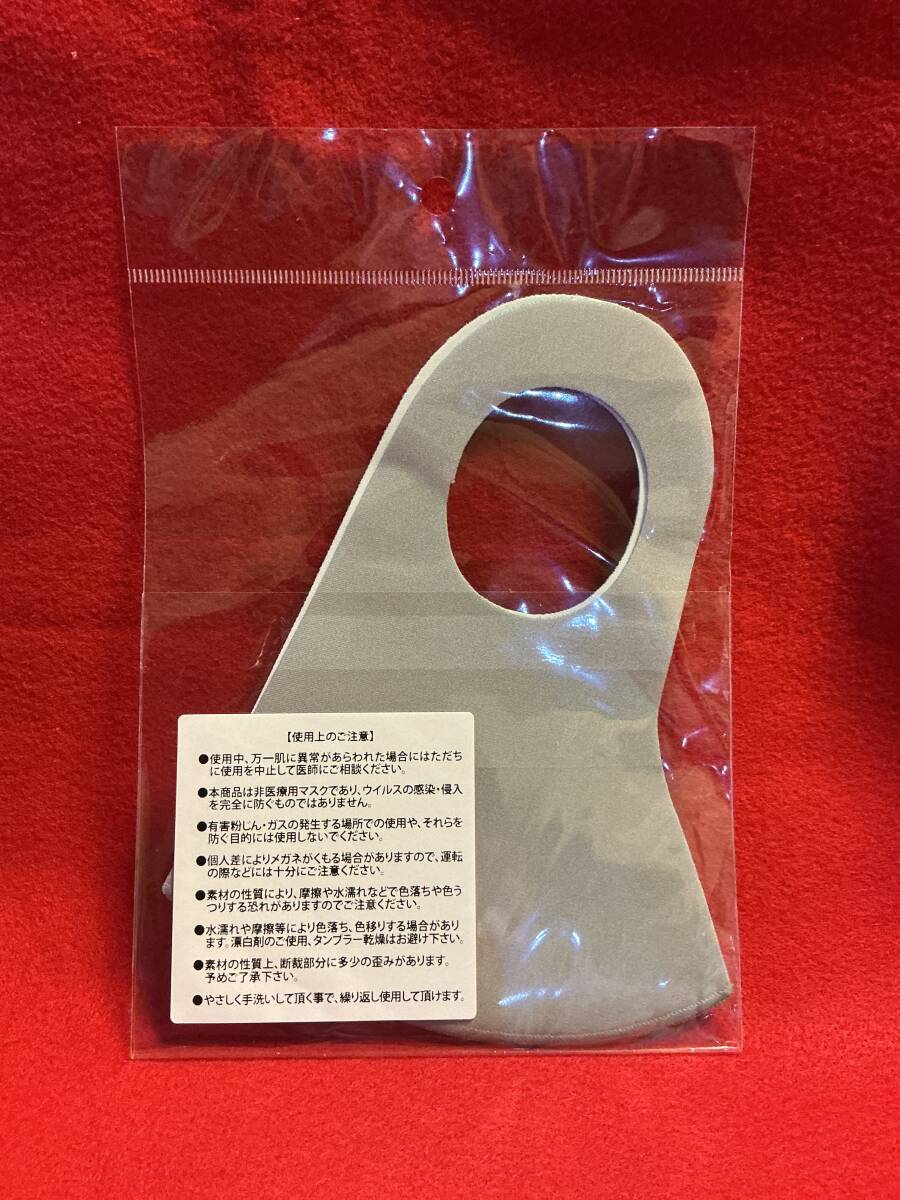 【使用上のご注意】
●使用中、万一肌に異常があらわれた場合にはただち
に使用を中止して医師にご相談ください。
●本商品は非医療用マスクであり、ウイルスの感染・侵入
を完全に防ぐものではありません。
●有害粉じん・ガスの発生する場所での使用や、それらを
防ぐ目的には使用しないでください。
●個人差によりメガネがくもる場合がありますので、運転
の際などには十分にご注意ください。
●素材の性質により、摩擦や水濡れなどで色落ちや色う
つりする恐れがありますのでご注意ください。
●水濡れや摩擦等により色落ち、色移りする場合があり
ます。漂白剤のご使用、タンブラー乾燥はお避け下さい。
●素材の性質上、断裁部分に多少の歪みがあります。
予めご了承下さい。
●やさしく手洗いして頂く事で、繰り返し使用して頂けます。